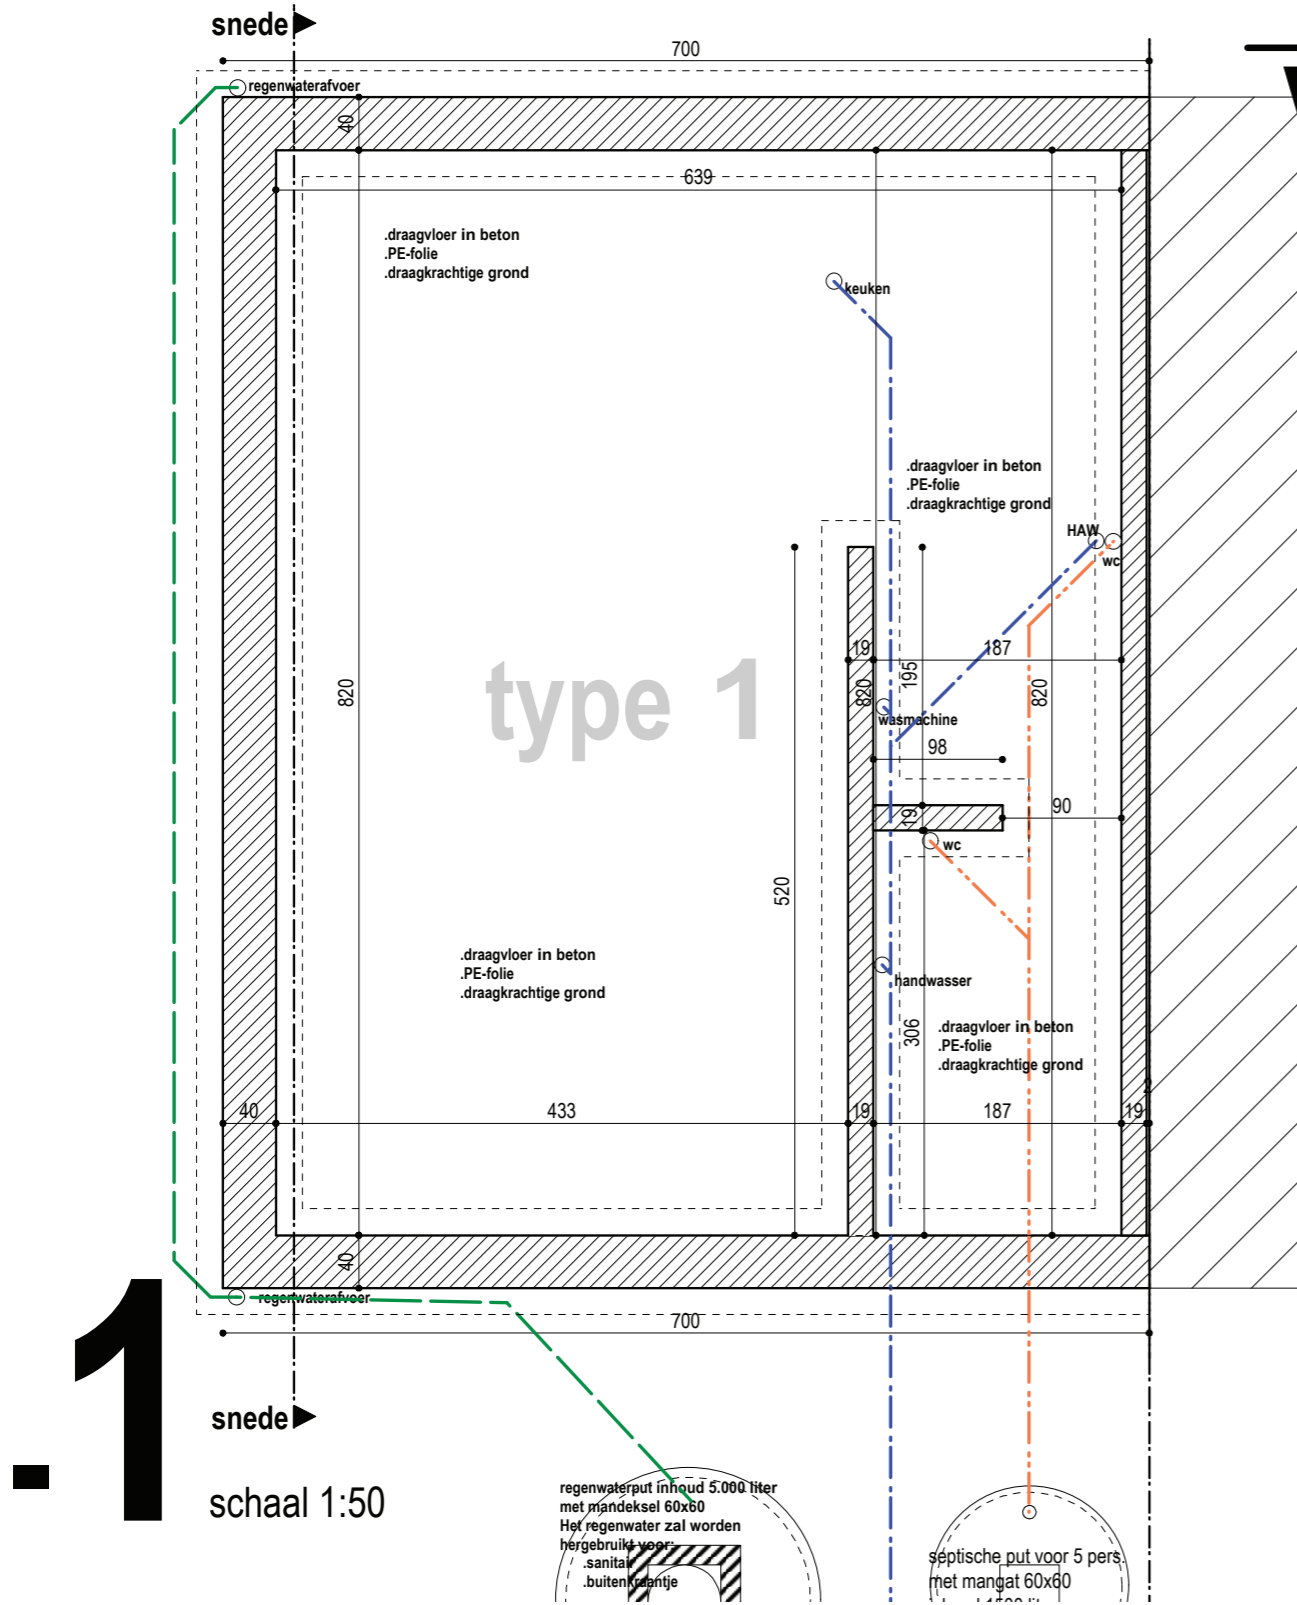 snede
700
regenwaterafvoer
40
639
.draagvloer in beton
.PE-folie
.draagkrachtige grond
keuken
.draagvloer in beton
.PE-folie
.draagkrachtige grond
HAW
wc
19
187
820
820
195
820
type 1
wasmachine
98
90
19
wc
520
.draagvloer in beton
.PE-folie
.draagkrachtige grond
handwasser
306
.draagvloer in beton
.PE-folie
.draagkrachtige grond
2
40
433
19
187
19
40
regenwaterafvoer
700
-1
snede
schaal 1:50
regenwaterput inhoud 5.000 liter
met mandeksel 60x60
Het regenwater zal worden
hergebruikt voor:
.sanitair
.buitenkraantje
septische put voor 5 pers.
met mangat 60x60